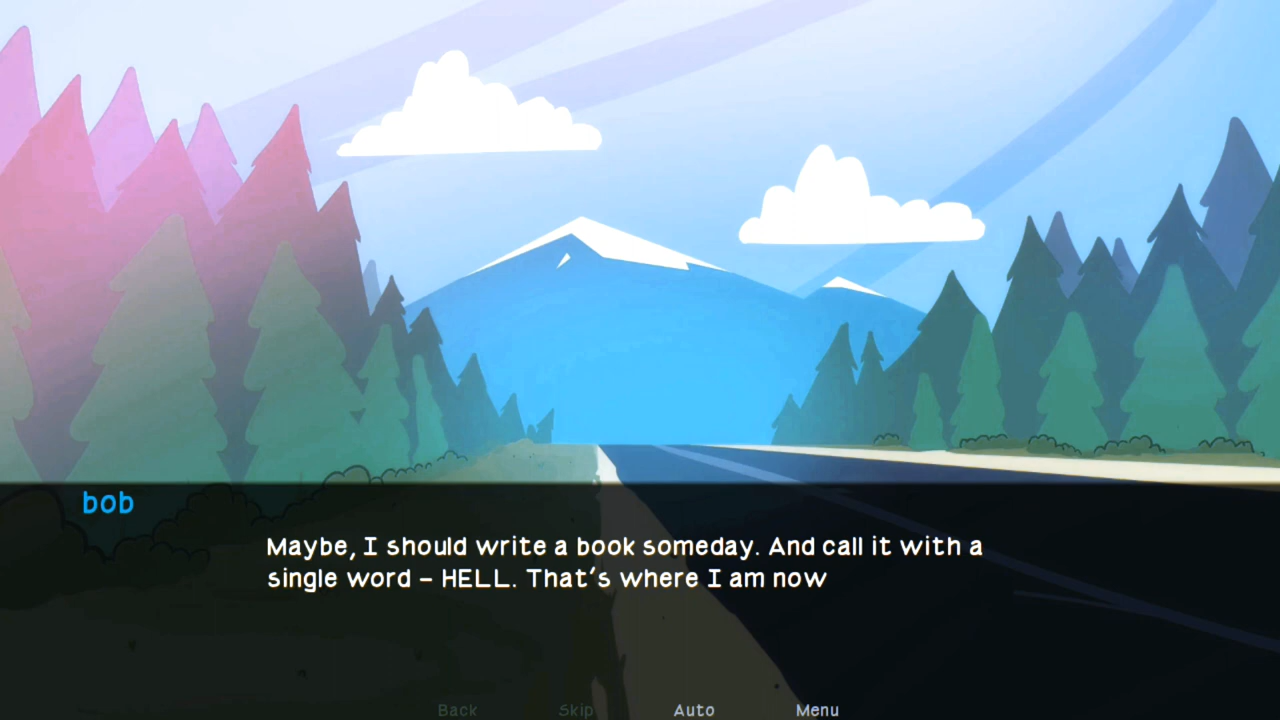 bob
Maybe, I should write a book someday. And call it with a
single word – HELL. That's where I am now
Back Skip Auto Menu